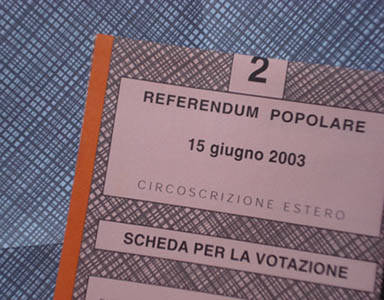 2
REFERENDUM POPOLARE
15 giugno 2003
CIRCOSCRIZIONE ESTERO
SCHEDA PER LA VOTAZIONE